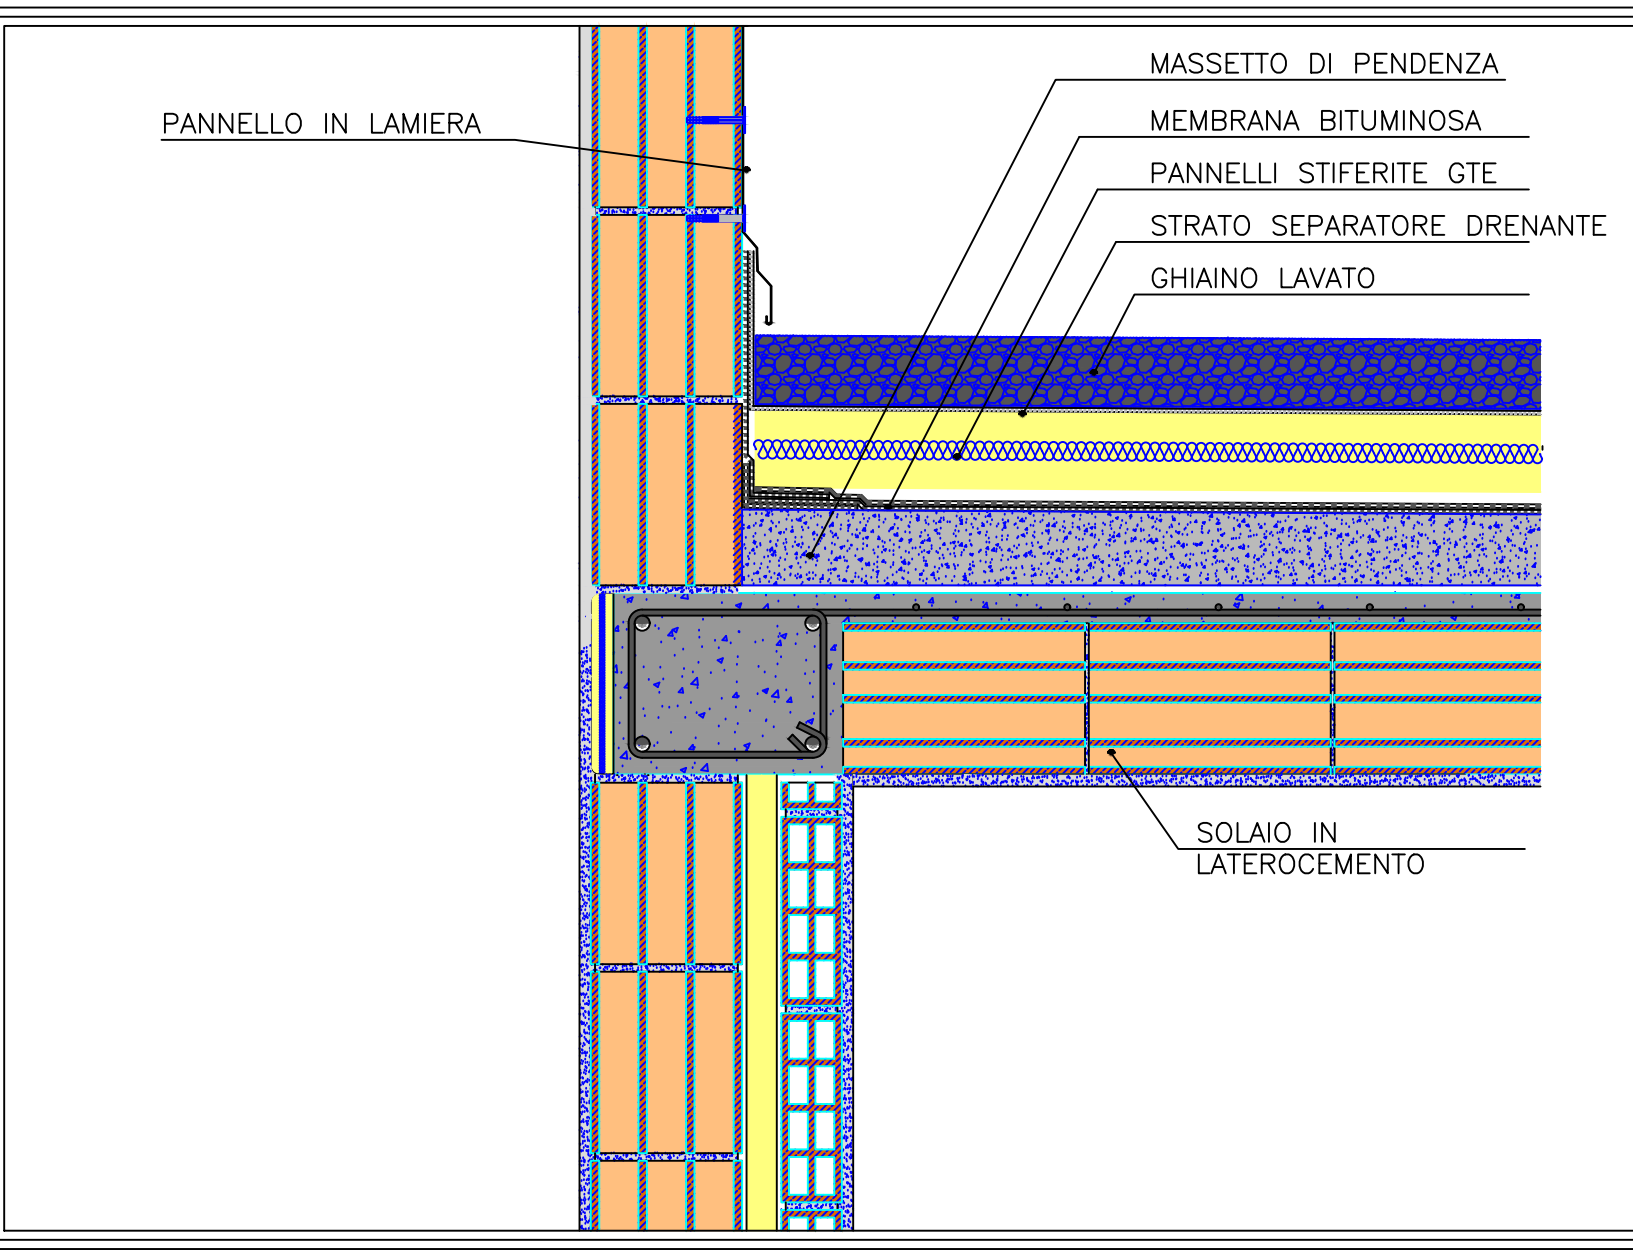 MASSETTO DI PENDENZA
PANNELLO IN LAMIERA
MEMBRANA BITUMINOSA
PANNELLI STIFERITE GTE
STRATO SEPARATORE DRENANTE
GHIAINO LAVATO
SOLAIO IN
LATEROCEMENTO